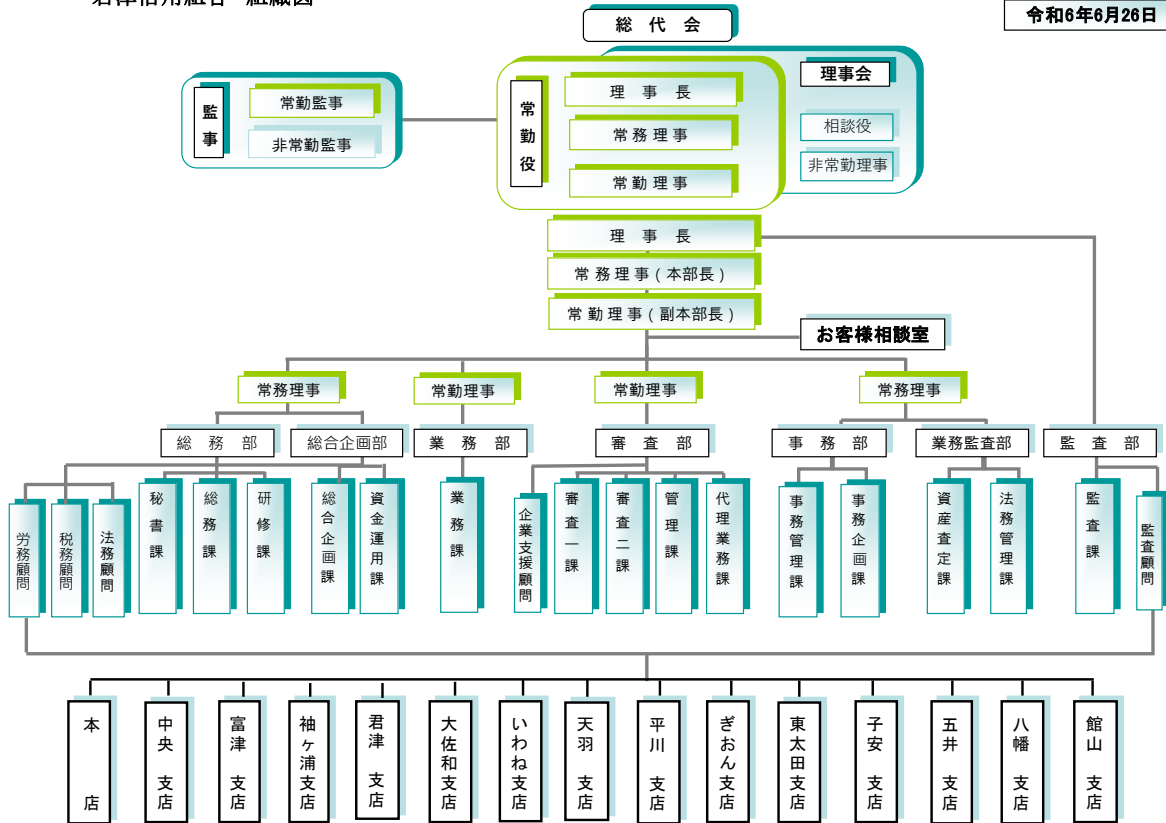 君津信用組合 組織図
令和6年6月26日
総代会
理事会
監事
常勤監事
非常勤監事
常勤役
理事長
常務理事
常勤理事
相談役
非常勤理事
理事長
常務理事(本部長)
常勤理事(副本部長)
お客様相談室
常務理事
常勤理事
常勤理事
常務理事
総務部
総合企画部
業務部
審査部
事務部
業務監査部
監査部
労務顧問
税務顧問
法務顧問
秘書課
総務課
研修課
総合企画課
資金運用課
業務課
企業支援顧問
審査一課
審査二課
管理課
代理業務課
事務管理課
事務企画課
資産査定課
法務管理課
監査課
監査顧問
本店
中央 支店
富津 支店
袖ヶ浦支店
君津 支店
大佐和支店
いわね支店
天羽 支店
平川 支店
ぎおん支店
東太田支店
子安 支店
五井 支店
八幡 支店
館山 支店